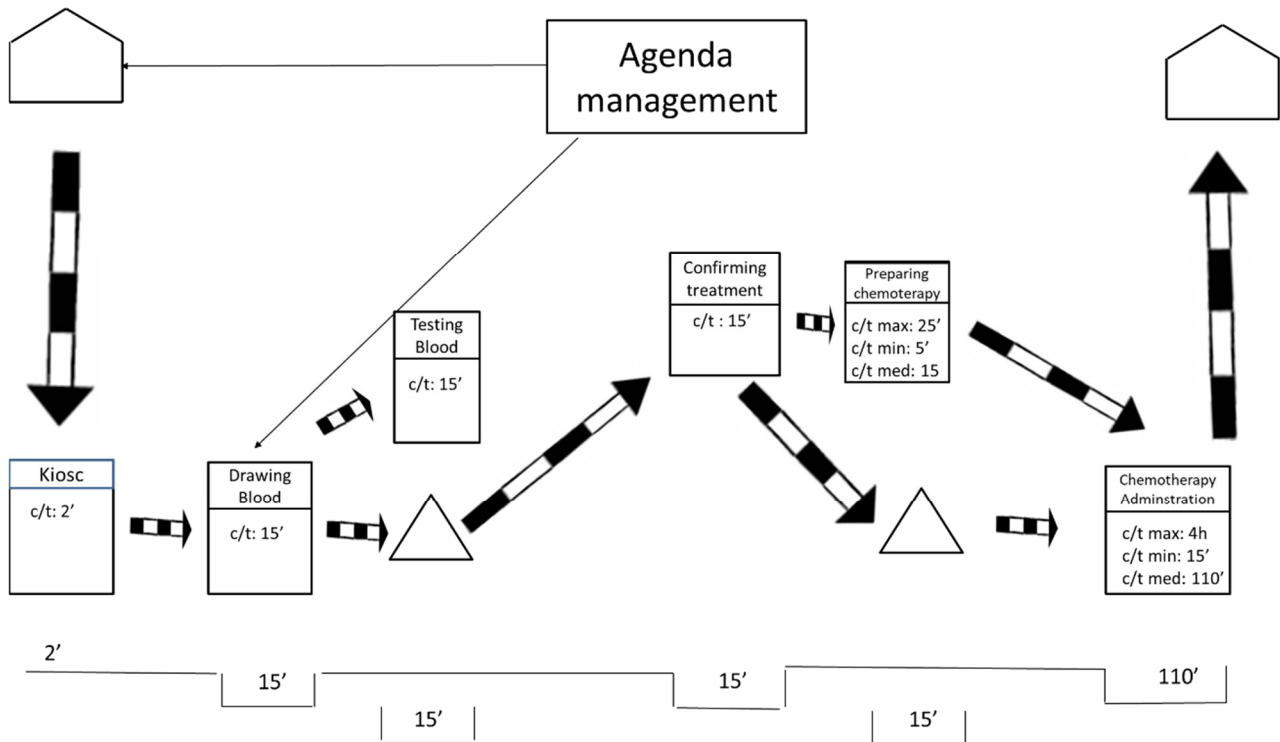 Agenda
management
Kiosc
c/t: 2'
Drawing
Blood
c/t: 15'
Testing
Blood
c/t: 15'
Confirming
treatment
c/t : 15'
Preparing
chemoterapy
c/t max: 25'
c/t min: 5'
c/t med: 15
Chemotherapy
Adminstration
c/t max: 4h
c/t min: 15'
c/t med: 110'
2'
15'
15'
15'
15'
110'